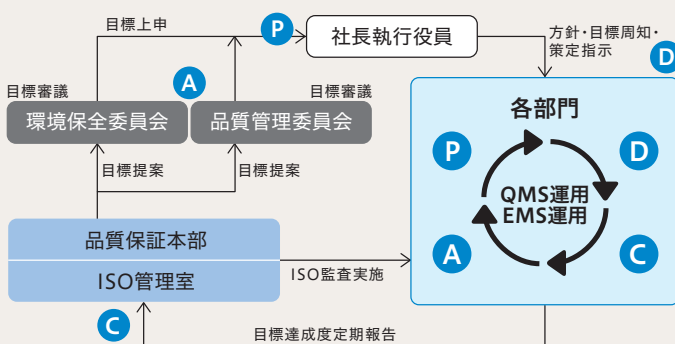 目標上申
P
社長執行役員
方針・目標周知・
策定指示
D
目標審議
A
目標審議
環境保全委員会
品質管理委員会
目標提案
目標提案
各部門
P
D
QMS運用
EMS運用
A
C
品質保証本部
ISO管理室
ISO監査実施
C
目標達成度定期報告